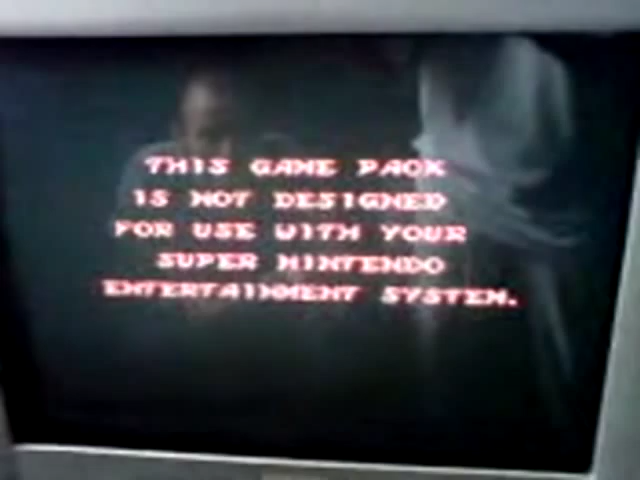 THIS GAME PACK
IS NOT DESIGNED
FOR USE WITH YOUR
SUPER NINTENDO
ENTERTAINMENT SYSTEM.